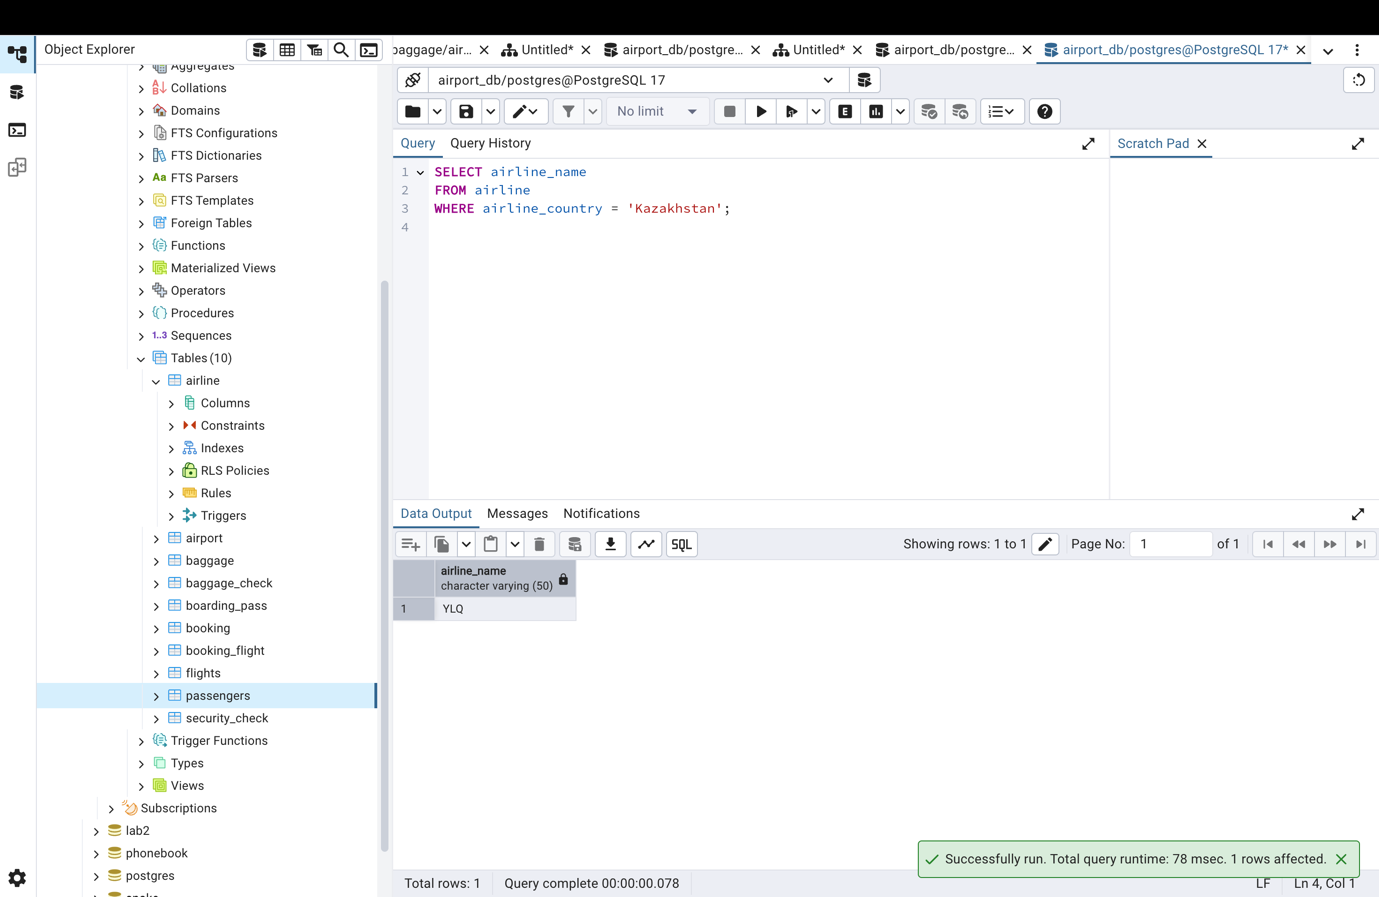 Object Explorer
Aggregates
Collations
Domains
FTS Configurations
FTS Dictionaries
Aa FTS Parsers
FTS Templates
Foreign Tables
Functions
Materialized Views
Operators
Procedures
1..3 Sequences
Tables (10)
airline
Columns
Constraints
Indexes
RLS Policies
Rules
Triggers
airport
baggage
baggage_check
boarding_pass
booking
booking_flight
flights
passengers
security_check
Trigger Functions
Types
Views
Subscriptions
lab2
phonebook
postgres
baggage/air... Untitled* airport_db/postgre... Untitled* airport_db/postgre... airport_db/postgres@PostgreSQL 17*
airport_db/postgres@PostgreSQL 17
No limit E
Query Query History
Scratch Pad
1 SELECT airline_name
2 FROM airline
3 WHERE airline_country = 'Kazakhstan';
4
Data Output Messages Notifications
SQL Showing rows: 1 to 1 Page No: 1 of 1
airline_name
character varying (50)
1 YLQ
Successfully run. Total query runtime: 78 msec. 1 rows affected.
Total rows: 1 Query complete 00:00:00.078 LF Ln 4, Col 1